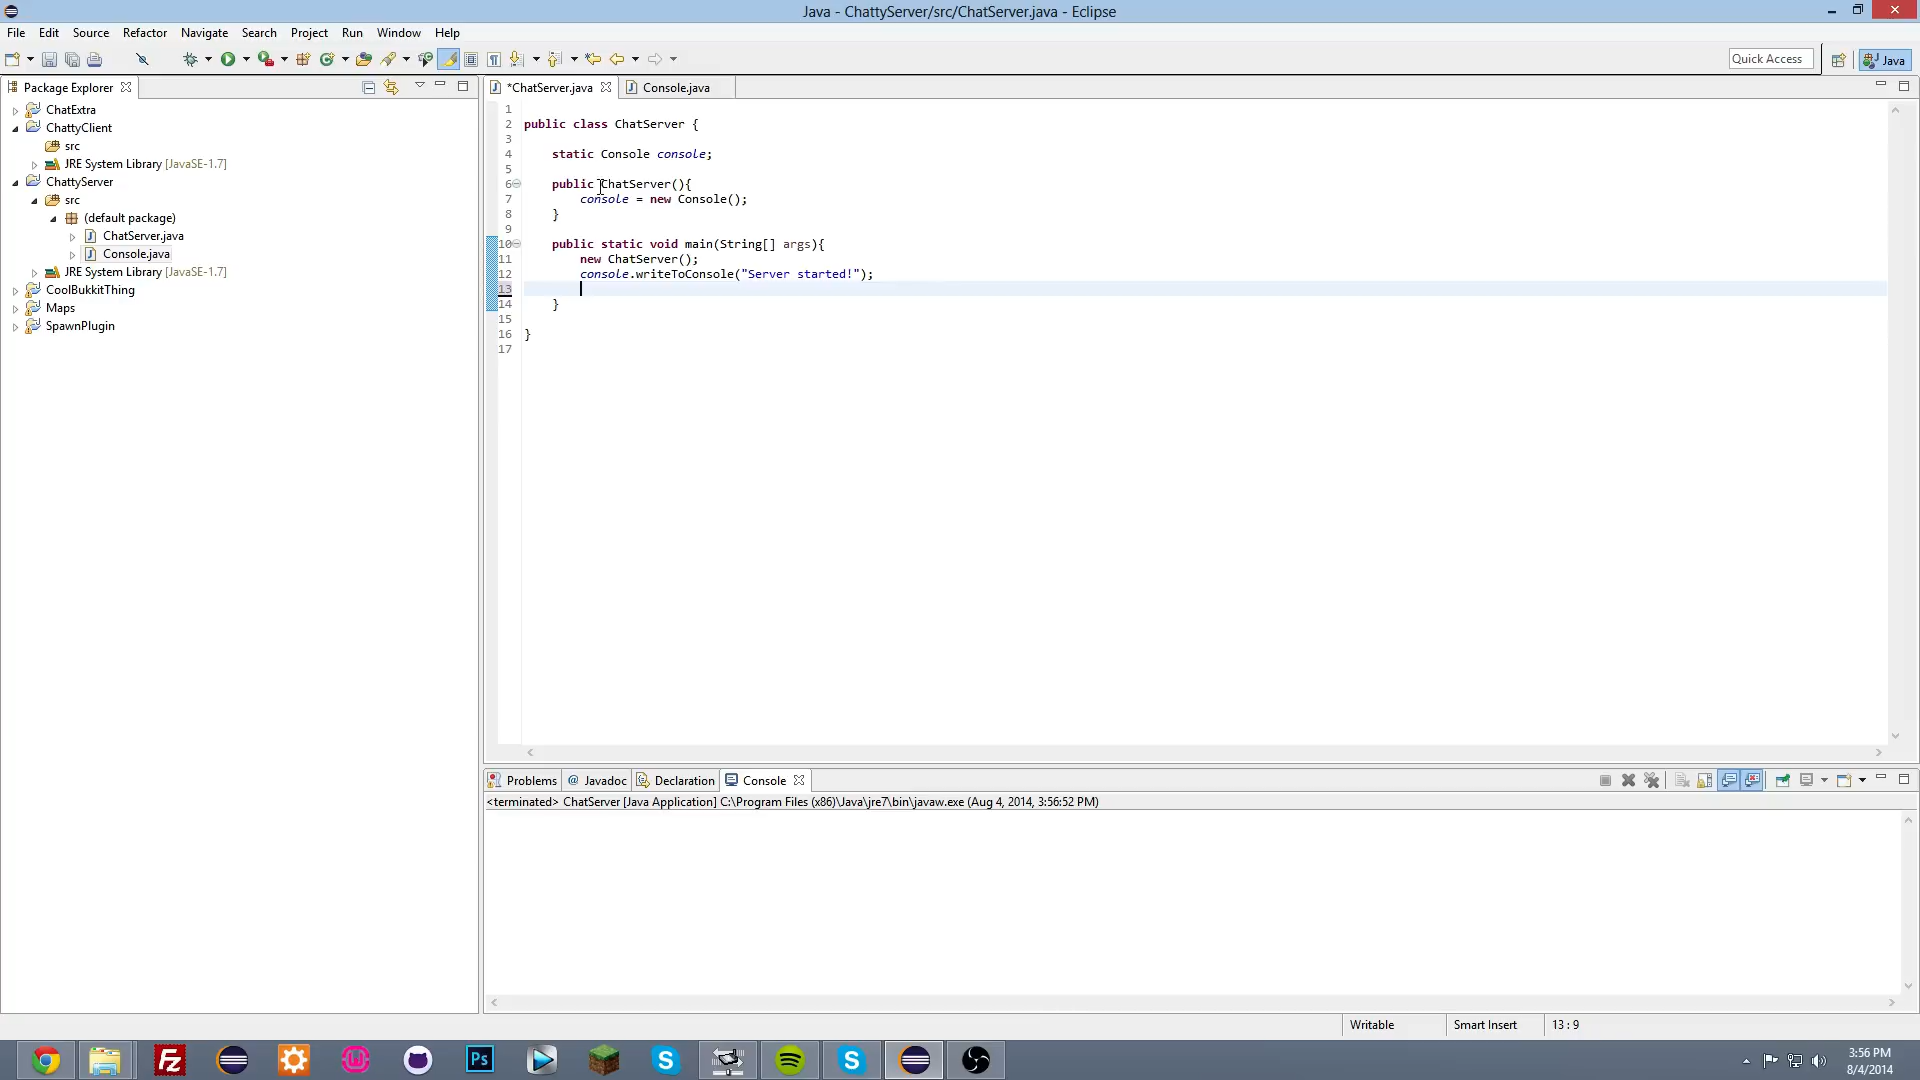 Java - ChattyServer/src/ChatServer.java - Eclipse
File Edit Source Refactor Navigate Search Project Run Window Help
Quick Access
Java
Package Explorer
*ChatServer.java
Console.java
ChatExtra
ChattyClient
src
JRE System Library [JavaSE-1.7]
ChattyServer
src
(default package)
ChatServer.java
Console.java
JRE System Library [JavaSE-1.7]
CoolBukkitThing
Maps
SpawnPlugin
1
2 public class ChatServer {
3
4 static Console console;
5
6 public ChatServer(){
7 console = new Console();
8 }
9
10 public static void main(String[] args){
11 new ChatServer();
12 console.writeToConsole("Server started!");
13
14 }
15
16 }
17
Problems @ Javadoc Declaration Console
<terminated> ChatServer [Java Application] C:\Program Files (x86)\Java\jre7\bin\javaw.exe (Aug 4, 2014, 3:56:52 PM)
Writable Smart Insert 13 : 9
Fz
Ps
3:56 PM
8/4/2014